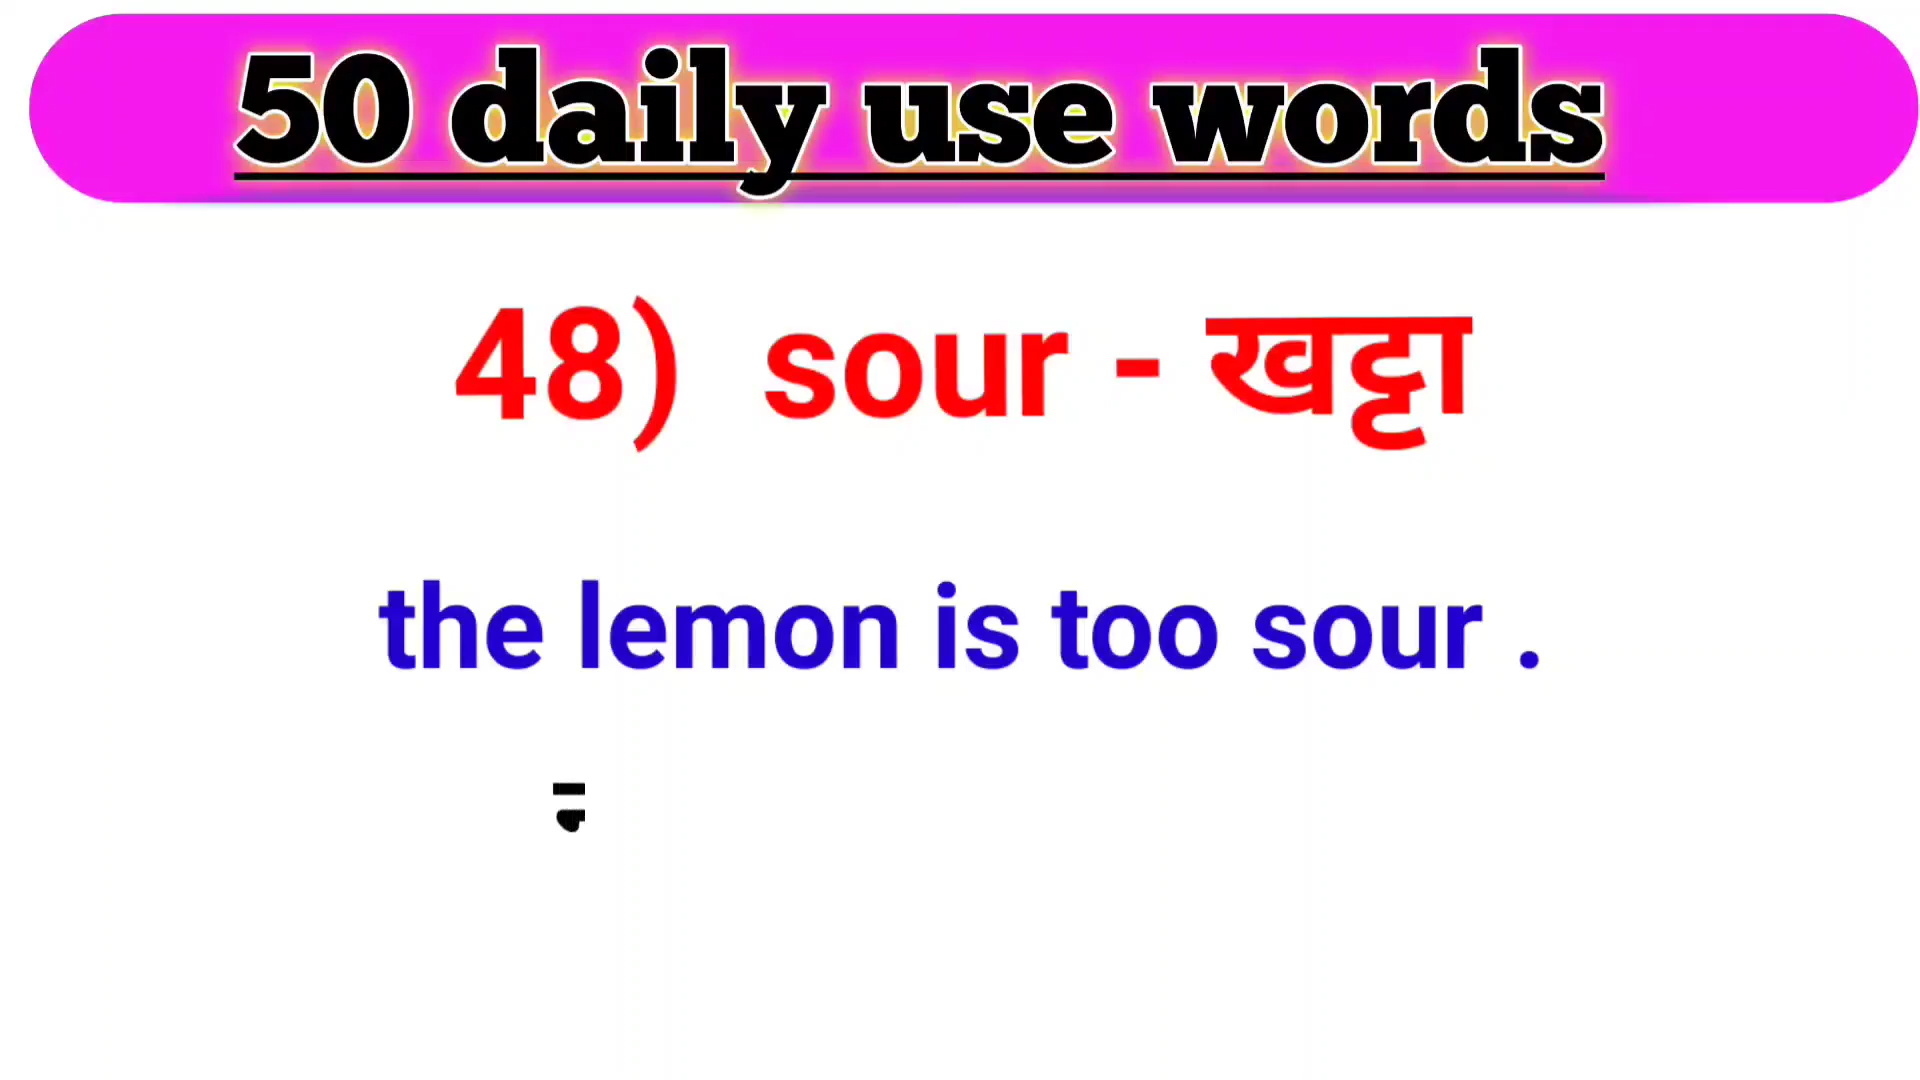 50 daily use words
48) sour - खट्टा
the lemon is too sour .